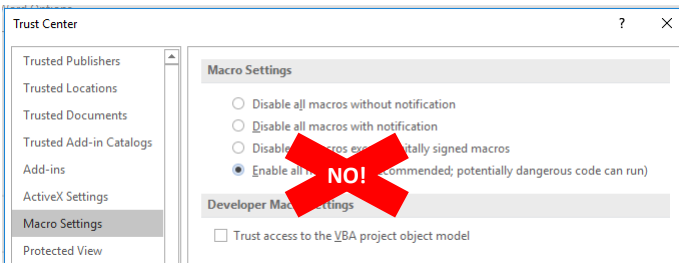 Trust Center
?
Trusted Publishers
Trusted Locations
Trusted Documents
Trusted Add-in Catalogs
Add-ins
ActiveX Settings
Macro Settings
Protected View
Macro Settings
Disable all macros without notification
Disable all macros with notification
Disable macros digitally signed macros
Enable all recommended; potentially dangerous code can run)
NO!
Developer Settings
Trust access to the VBA project object model